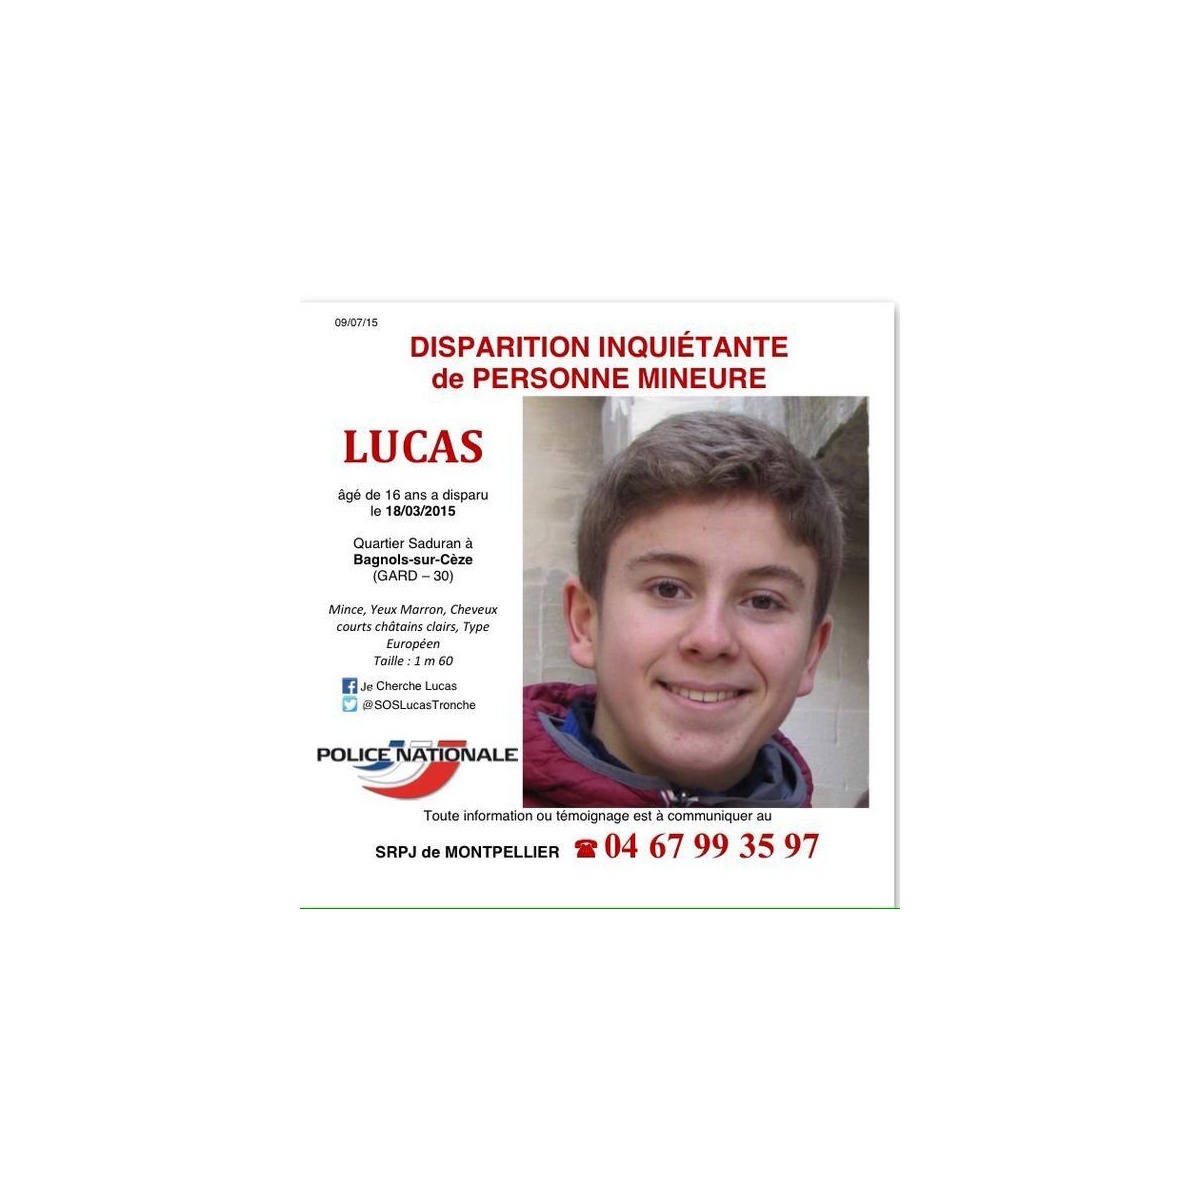 09/07/15
DISPARITION INQUIÉTANTE
de PERSONNE MINEURE
LUCAS
âgé de 16 ans a disparu
le 18/03/2015
Quartier Saduran à
Bagnols-sur-Cèze
(GARD – 30)
Mince, Yeux Marron, Cheveux
courts châtains clairs, Type
Européen
Taille : 1 m 60
Je Cherche Lucas
@SOSLucasTronche
POLICE NATIONALE
Toute information ou témoignage est à communiquer au
SRPJ de MONTPELLIER ☎ 04 67 99 35 97